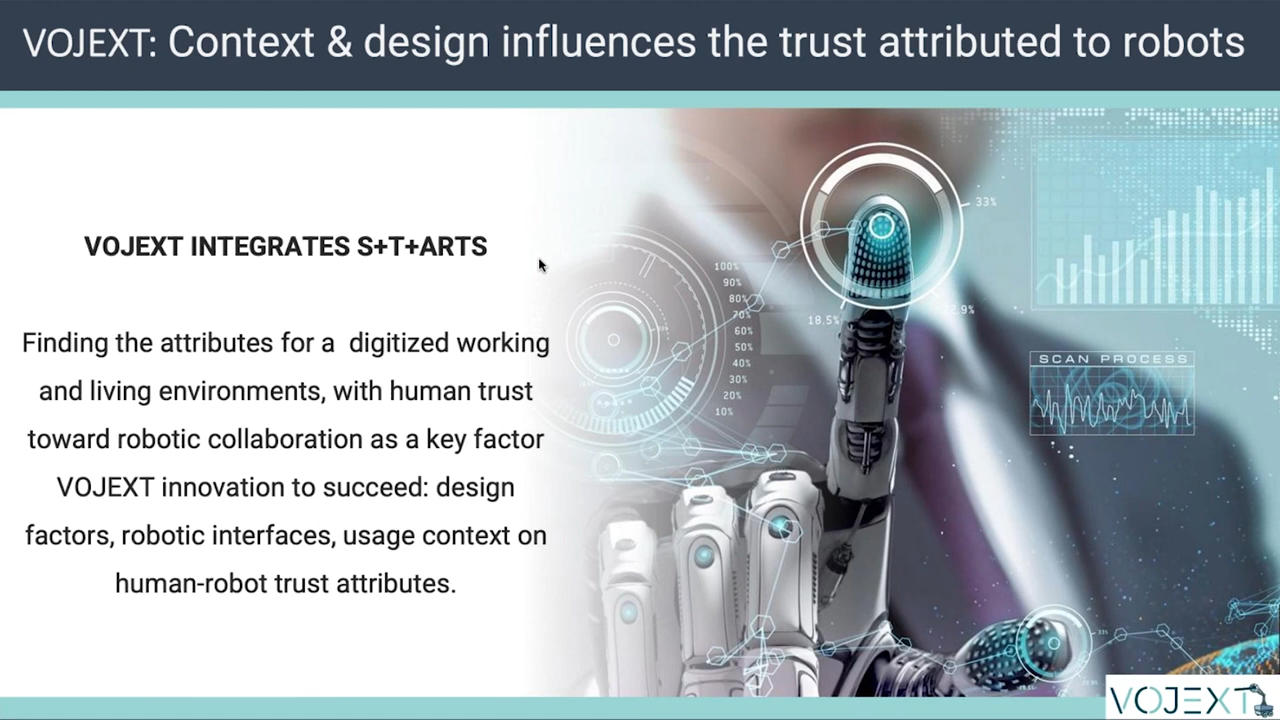 VOJEXT: Context & design influences the trust attributed to robots
VOJEXT INTEGRATES S+T+ARTS
Finding the attributes for a  digitized working
and living environments, with human trust
toward robotic collaboration as a key factor
VOJEXT innovation to succeed: design
factors, robotic interfaces, usage context on
human-robot trust attributes.
33%
18.5%
100%
90%
80%
70%
60%
50%
40%
30%
20%
10%
SCAN PROCESS
VOJEXT